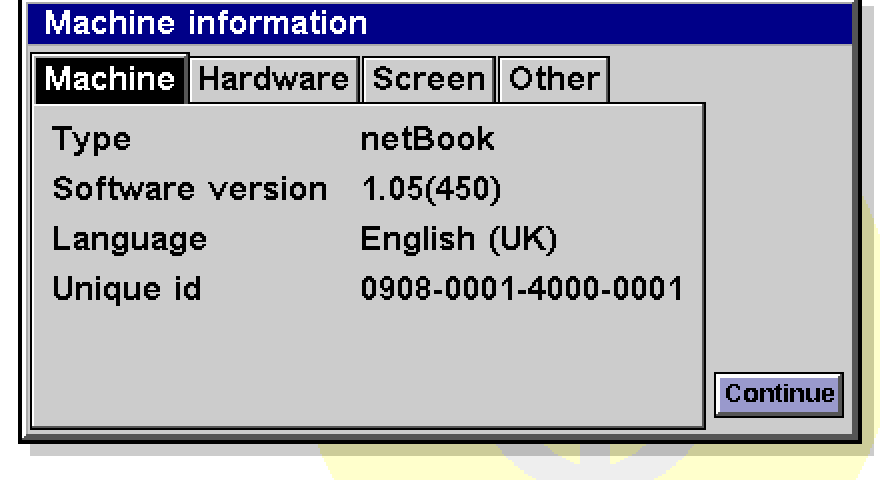 Machine information
Machine Hardware Screen Other
Type netBook
Software version 1.05(450)
Language English (UK)
Unique id 0908-0001-4000-0001
Continue